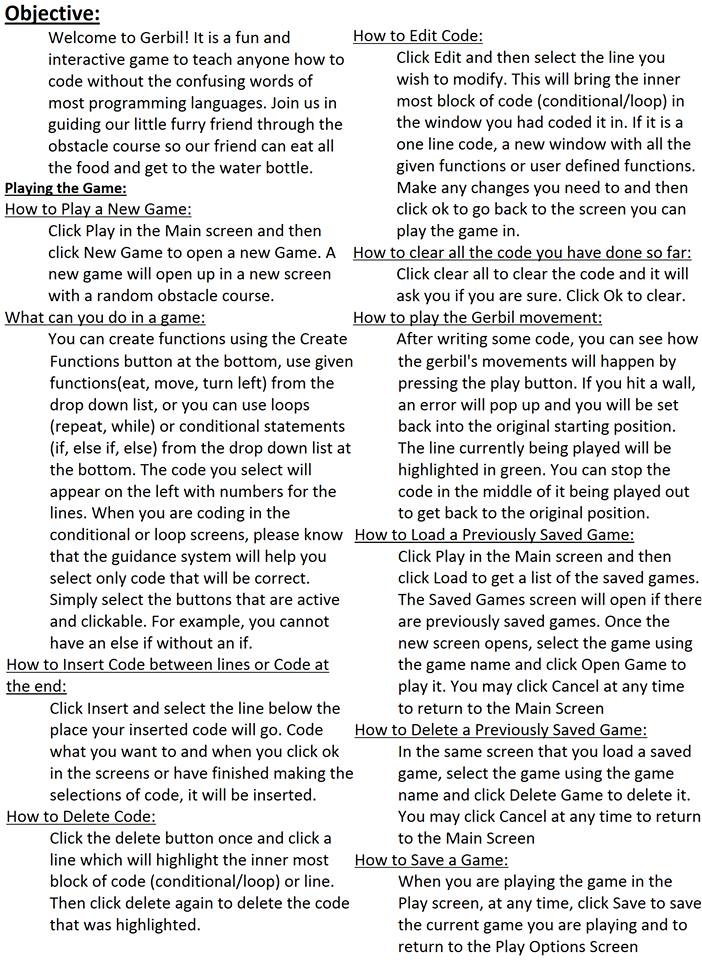 Objective:
Welcome to Gerbil! It is a fun and
interactive game to teach anyone how to
code without the confusing words of
most programming languages. Join us in
guiding our little furry friend through the
obstacle course so our friend can eat all
the food and get to the water bottle.
Playing the Game:
How to Play a New Game:
Click Play in the Main screen and then
click New Game to open a new Game. A
new game will open up in a new screen
with a random obstacle course.
What can you do in a game:
You can create functions using the Create
Functions button at the bottom, use given
functions(eat, move, turn left) from the
drop down list, or you can use loops
(repeat, while) or conditional statements
(if, else if, else) from the drop down list at
the bottom. The code you select will
appear on the left with numbers for the
lines. When you are coding in the
conditional or loop screens, please know
that the guidance system will help you
select only code that will be correct.
Simply select the buttons that are active
and clickable. For example, you cannot
have an else if without an if.
How to Insert Code between lines or Code at
the end:
Click Insert and select the line below the
place your inserted code will go. Code
what you want to and when you click ok
in the screens or have finished making the
selections of code, it will be inserted.
How to Delete Code:
Click the delete button once and click a
line which will highlight the inner most
block of code (conditional/loop) or line.
Then click delete again to delete the code
that was highlighted.
How to Edit Code:
Click Edit and then select the line you
wish to modify. This will bring the inner
most block of code (conditional/loop) in
the window you had coded it in. If it is a
one line code, a new window with all the
given functions or user defined functions.
Make any changes you need to and then
click ok to go back to the screen you can
play the game in.
How to clear all the code you have done so far:
Click clear all to clear the code and it will
ask you if you are sure. Click Ok to clear.
How to play the Gerbil movement:
After writing some code, you can see how
the gerbil's movements will happen by
pressing the play button. If you hit a wall,
an error will pop up and you will be set
back into the original starting position.
The line currently being played will be
highlighted in green. You can stop the
code in the middle of it being played out
to get back to the original position.
How to Load a Previously Saved Game:
Click Play in the Main screen and then
click Load to get a list of the saved games.
The Saved Games screen will open if there
are previously saved games. Once the
new screen opens, select the game using
the game name and click Open Game to
play it. You may click Cancel at any time
to return to the Main Screen
How to Delete a Previously Saved Game:
In the same screen that you load a saved
game, select the game using the game
name and click Delete Game to delete it.
You may click Cancel at any time to return
to the Main Screen
How to Save a Game:
When you are playing the game in the
Play screen, at any time, click Save to save
the current game you are playing and to
return to the Play Options Screen